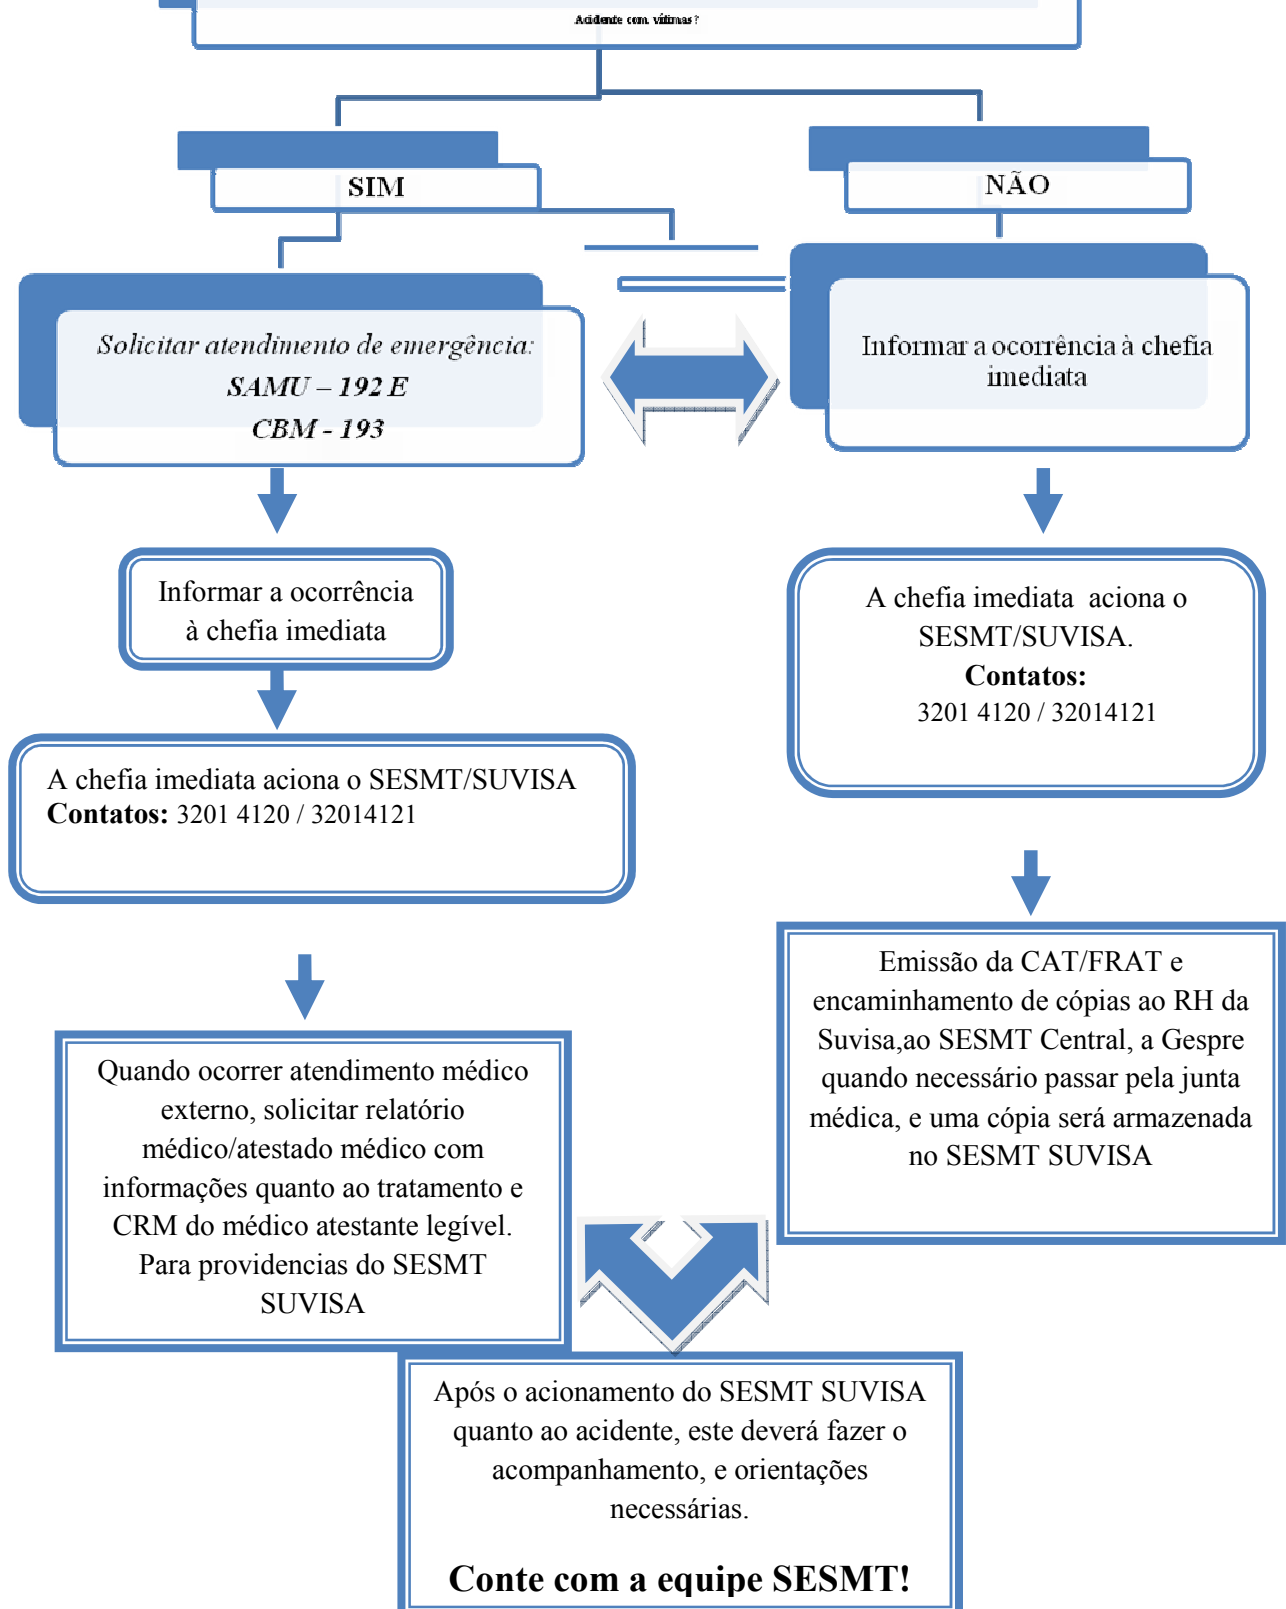 Acidente com vítimas?
SIM
NÃO
Solicitar atendimento de emergência:
SAMU – 192 E
CBM - 193
Informar a ocorrência à chefia
imediata
Informar a ocorrência
à chefia imediata
A chefia imediata aciona o
SESMT/SUVISA.
Contatos:
3201 4120 / 32014121
A chefia imediata aciona o SESMT/SUVISA
Contatos: 3201 4120 / 32014121
Emissão da CAT/FRAT e
encaminhamento de cópias ao RH da
Suvisa,ao SESMT Central, a Gespre
quando necessário passar pela junta
médica, e uma cópia será armazenada
no SESMT SUVISA
Quando ocorrer atendimento médico
externo, solicitar relatório
médico/atestado médico com
informações quanto ao tratamento e
CRM do médico atestante legível.
Para providencias do SESMT
SUVISA
Após o acionamento do SESMT SUVISA
quanto ao acidente, este deverá fazer o
acompanhamento, e orientações
necessárias.
Conte com a equipe SESMT!